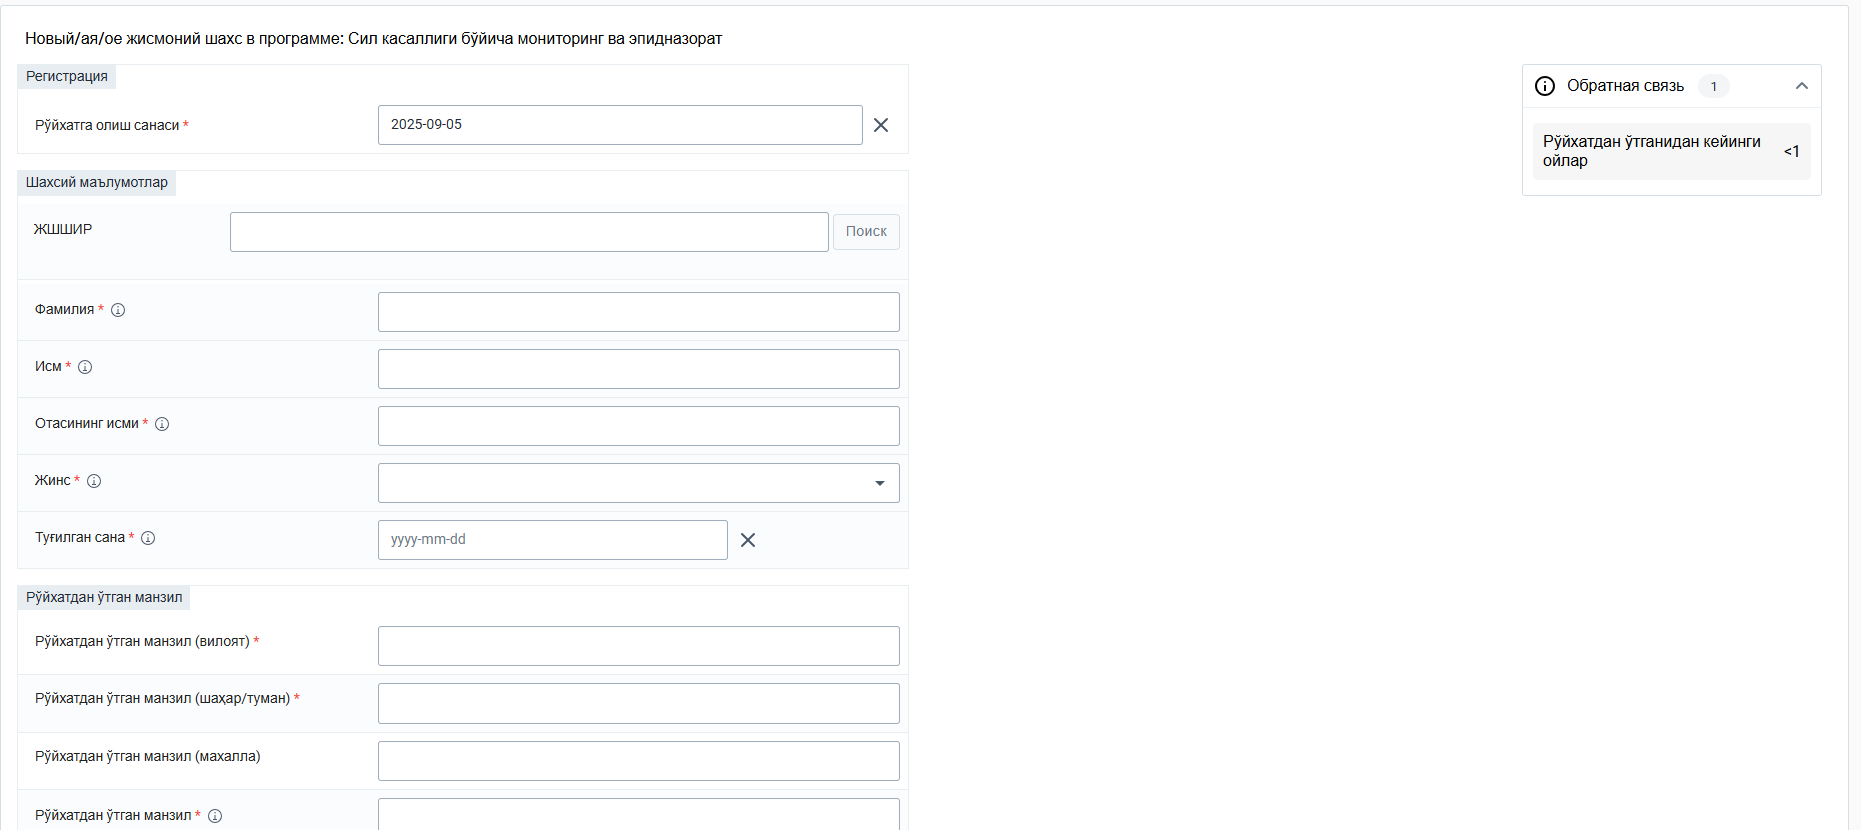 Новый/ая/ое жисмоний шахс в программе: Сил касаллиги бўйича мониторинг ва эпидназорат
Регистрация
Рўйхатга олиш санаси *
2025-09-05
Шахсий маълумотлар
ЖШШИР
Поиск
Фамилия *
Исм *
Отасининг исми *
Жинс *
Туғилган сана *
yyyy-mm-dd
Рўйхатдан ўтган манзил
Рўйхатдан ўтган манзил (вилоят) *
Рўйхатдан ўтган манзил (шаҳар/туман) *
Рўйхатдан ўтган манзил (махалла)
Рўйхатдан ўтган манзил *
Обратная связь 1
Рўйхатдан ўтганидан кейинги
ойлар
<1